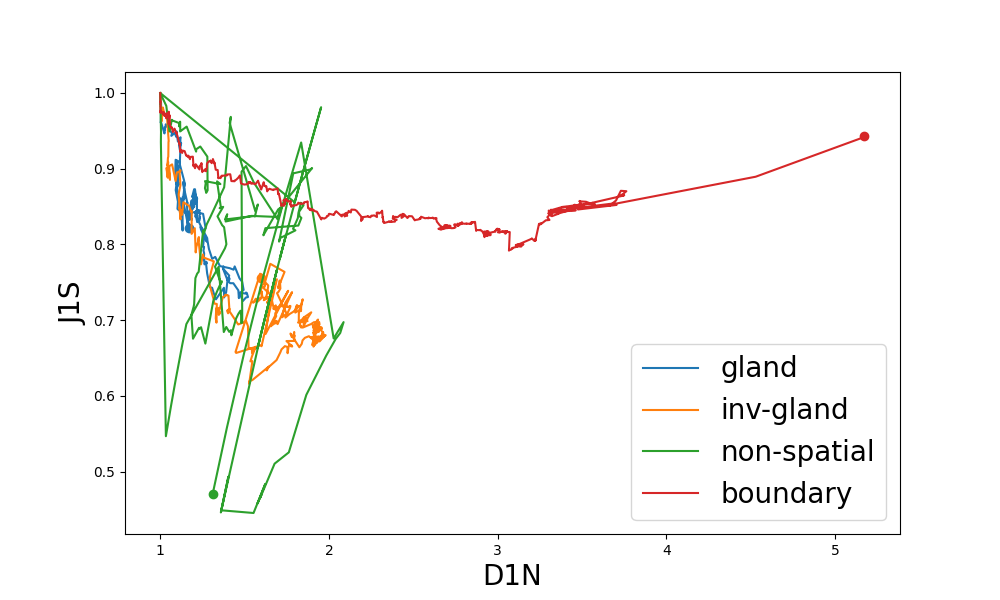 1.0
0.9
0.8
0.7
0.6
0.5
J1S
gland
inv-gland
non-spatial
boundary
1 2 3 4 5
D1N